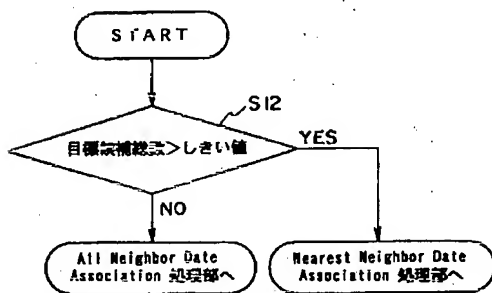 START
S12
目標候補総数＞しきい値
YES
NO
All Neighbor Date
Association 処理部へ
Nearest Neighbor Date
Association 処理部へ